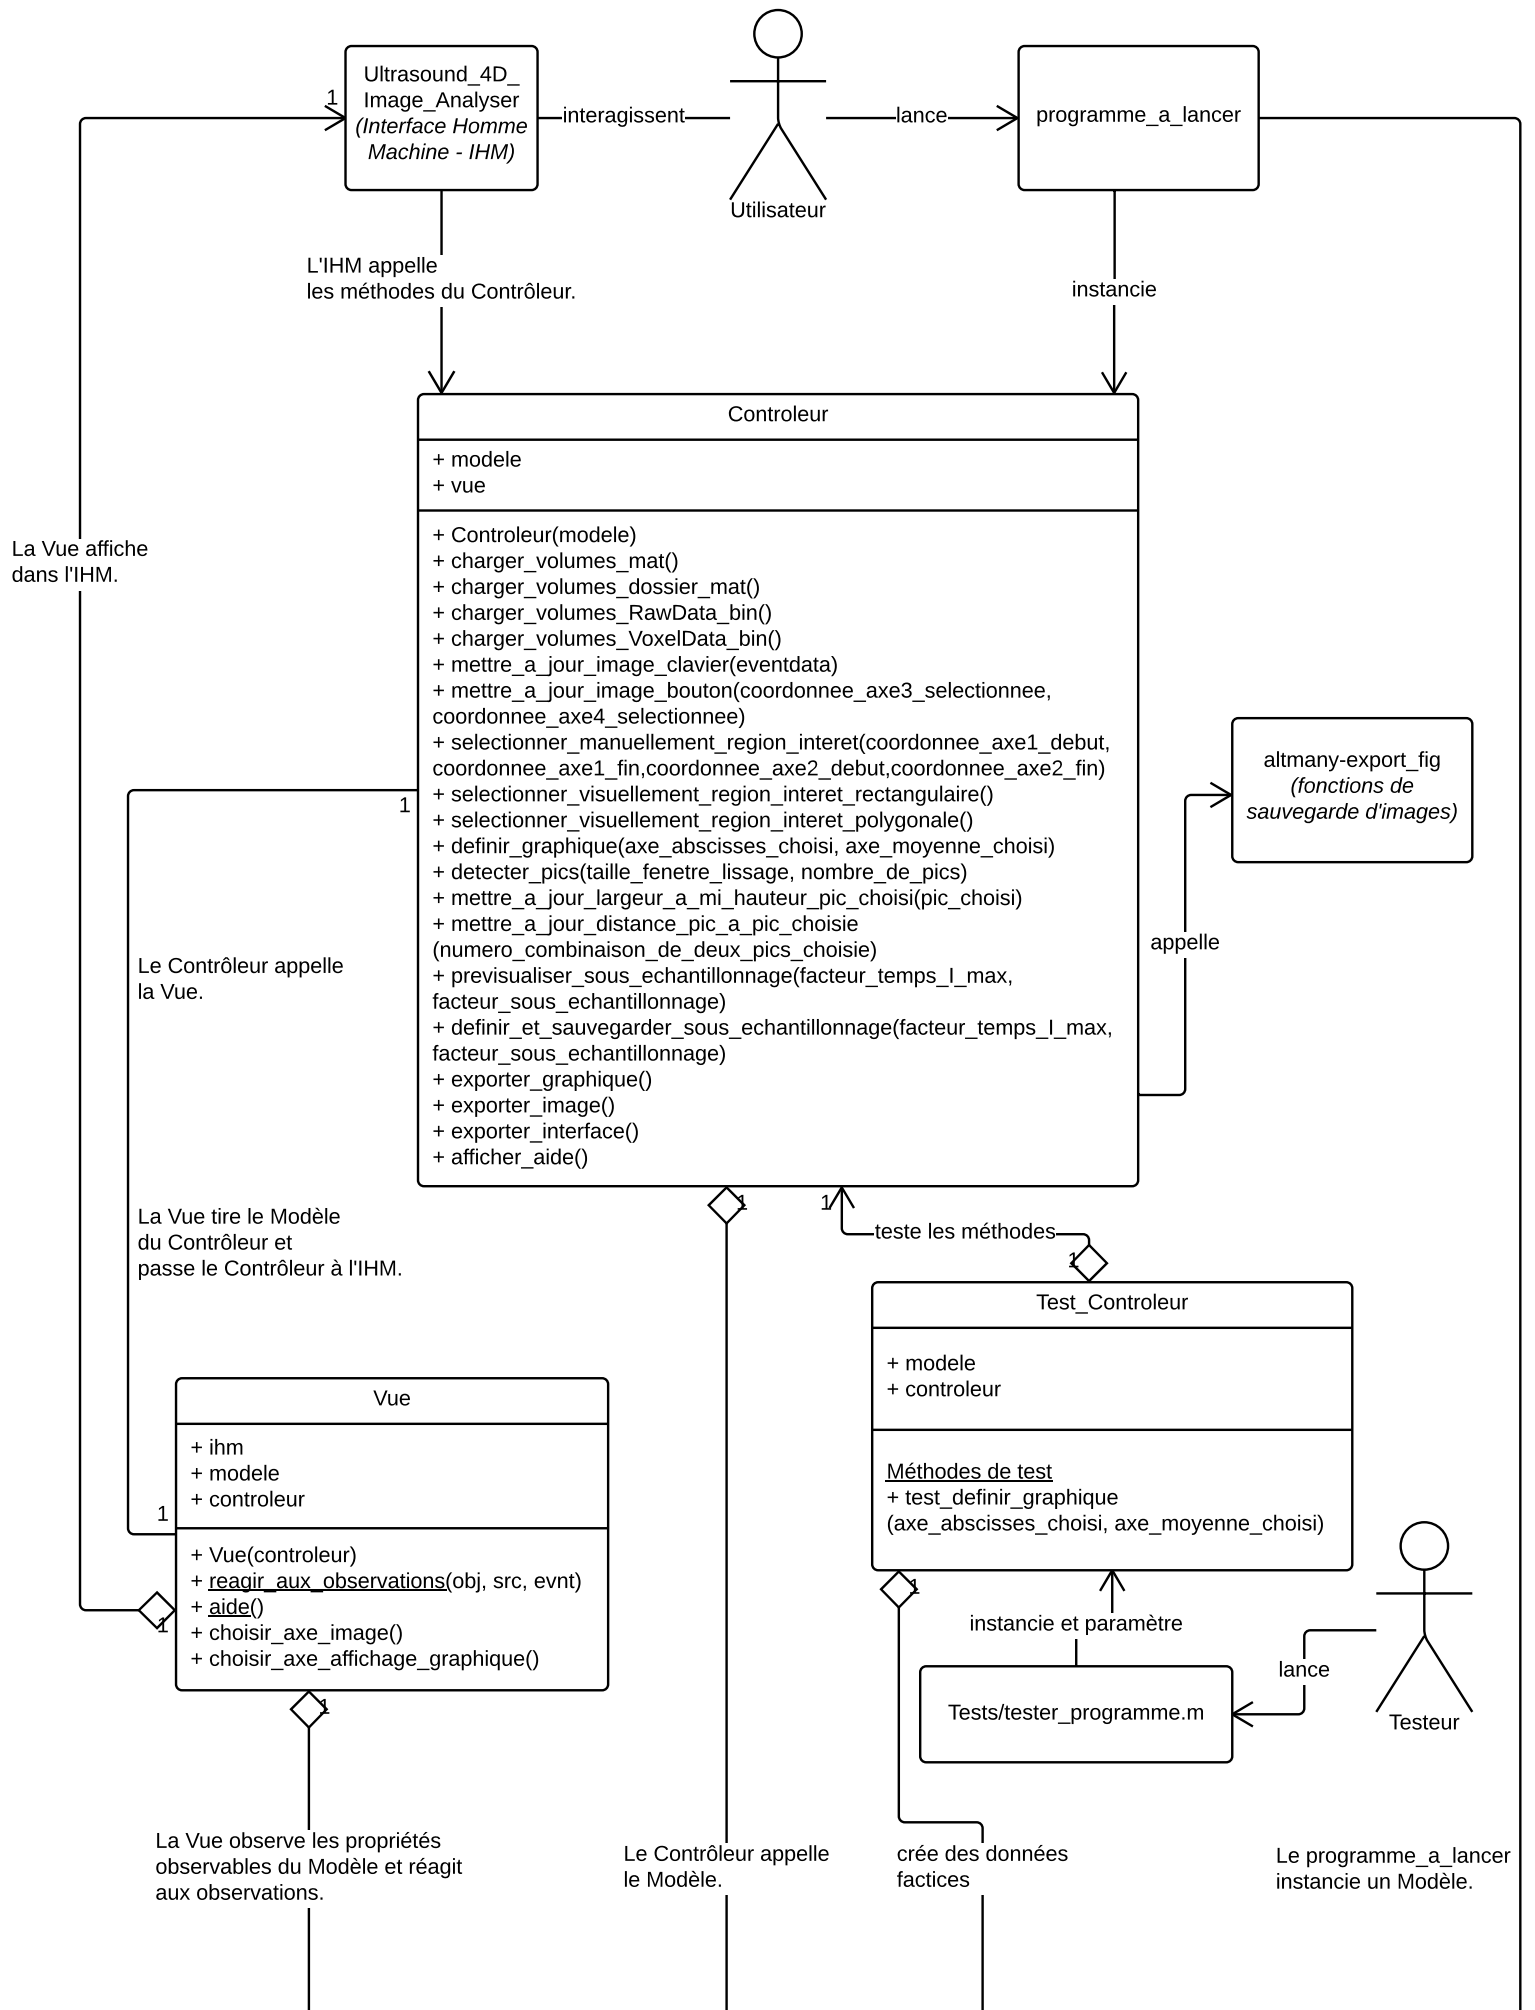 1
Ultrasound_4D_
Image_Analyser
(Interface Homme
Machine - IHM)
interagissent
Utilisateur
lance
programme_a_lancer
L'IHM appelle
les méthodes du Contrôleur.
instancie
La Vue affiche
dans l'IHM.
Controleur
+ modele
+ vue
+ Controleur(modele)
+ charger_volumes_mat()
+ charger_volumes_dossier_mat()
+ charger_volumes_RawData_bin()
+ charger_volumes_VoxelData_bin()
+ mettre_a_jour_image_clavier(eventdata)
+ mettre_a_jour_image_bouton(coordonnee_axe3_selectionnee,
coordonnee_axe4_selectionnee)
+ selectionner_manuellement_region_interet(coordonnee_axe1_debut,
coordonnee_axe1_fin,coordonnee_axe2_debut,coordonnee_axe2_fin)
+ selectionner_visuellement_region_interet_rectangulaire()
+ selectionner_visuellement_region_interet_polygonale()
+ definir_graphique(axe_abscisses_choisi, axe_moyenne_choisi)
+ detecter_pics(taille_fenetre_lissage, nombre_de_pics)
+ mettre_a_jour_largeur_a_mi_hauteur_pic_choisi(pic_choisi)
+ mettre_a_jour_distance_pic_a_pic_choisie
(numero_combinaison_de_deux_pics_choisie)
+ previsualiser_sous_echantillonnage(facteur_temps_I_max,
facteur_sous_echantillonnage)
+ definir_et_sauvegarder_sous_echantillonnage(facteur_temps_I_max,
facteur_sous_echantillonnage)
+ exporter_graphique()
+ exporter_image()
+ exporter_interface()
+ afficher_aide()
altmany-export_fig
(fonctions de
sauvegarde d'images)
appelle
1
Le Contrôleur appelle
la Vue.
La Vue tire le Modèle
du Contrôleur et
passe le Contrôleur à l'IHM.
1
1
teste les méthodes
1
Test_Controleur
+ modele
+ controleur
Méthodes de test
+ test_definir_graphique
(axe_abscisses_choisi, axe_moyenne_choisi)
Vue
+ ihm
+ modele
+ controleur
1
+ Vue(controleur)
+ reagir_aux_observations(obj, src, evnt)
+ aide()
+ choisir_axe_image()
+ choisir_axe_affichage_graphique()
1
1
1
instancie et paramètre
Tests/tester_programme.m
lance
Testeur
La Vue observe les propriétés
observables du Modèle et réagit
aux observations.
Le Contrôleur appelle
le Modèle.
crée des données
factices
Le programme_a_lancer
instancie un Modèle.